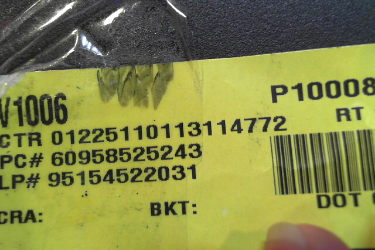 V1006
P10008
CTR 01225110113114772
RT
PC# 60958525243
LP# 95154522031
DOT
CRA:
BKT: